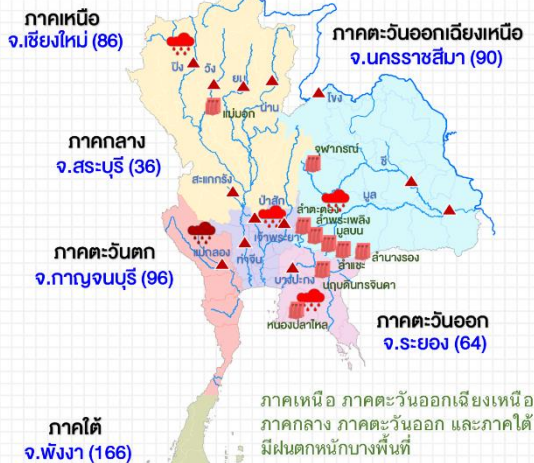 ภาคเหนือ
จ.เชียงใหม่ (86)
ภาคตะวันออกเฉียงเหนือ
จ.นครราชสีมา (90)
ปิง
วัง
ยม
น่าน
โขง
แม่มอก
ภาคกลาง
จ.สระบุรี (36)
จุฬาภรณ์
ชี
สะแกกรัง
ป่าสัก
มูล
ลำตะคอง
ลำพระเพลิง
มูลบน
เจ้าพระยา
ภาคตะวันตก
จ.กาญจนบุรี (96)
แม่กลอง
ท่าจีน
ลำแชะ
ลำนางรอง
บางปะกง
นฤบดินทรจินดา
หนองปลาไหล
ภาคตะวันออก
จ.ระยอง (64)
ภาคใต้
จ.พังงา (166)
ภาคเหนือ ภาคตะวันออกเฉียงเหนือ
ภาคกลาง ภาคตะวันออก และภาคใต้
มีฝนตกหนักบางพื้นที่